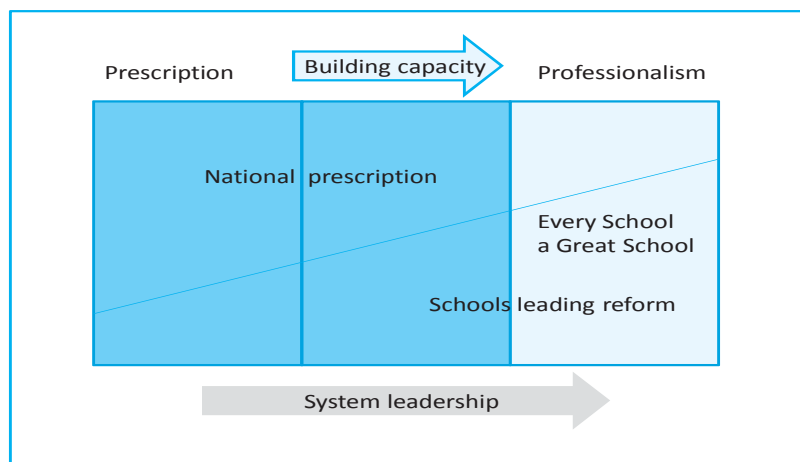 Building capacity
Prescription
Professionalism
National prescription
Every School
a Great School
Schools leading reform
System leadership